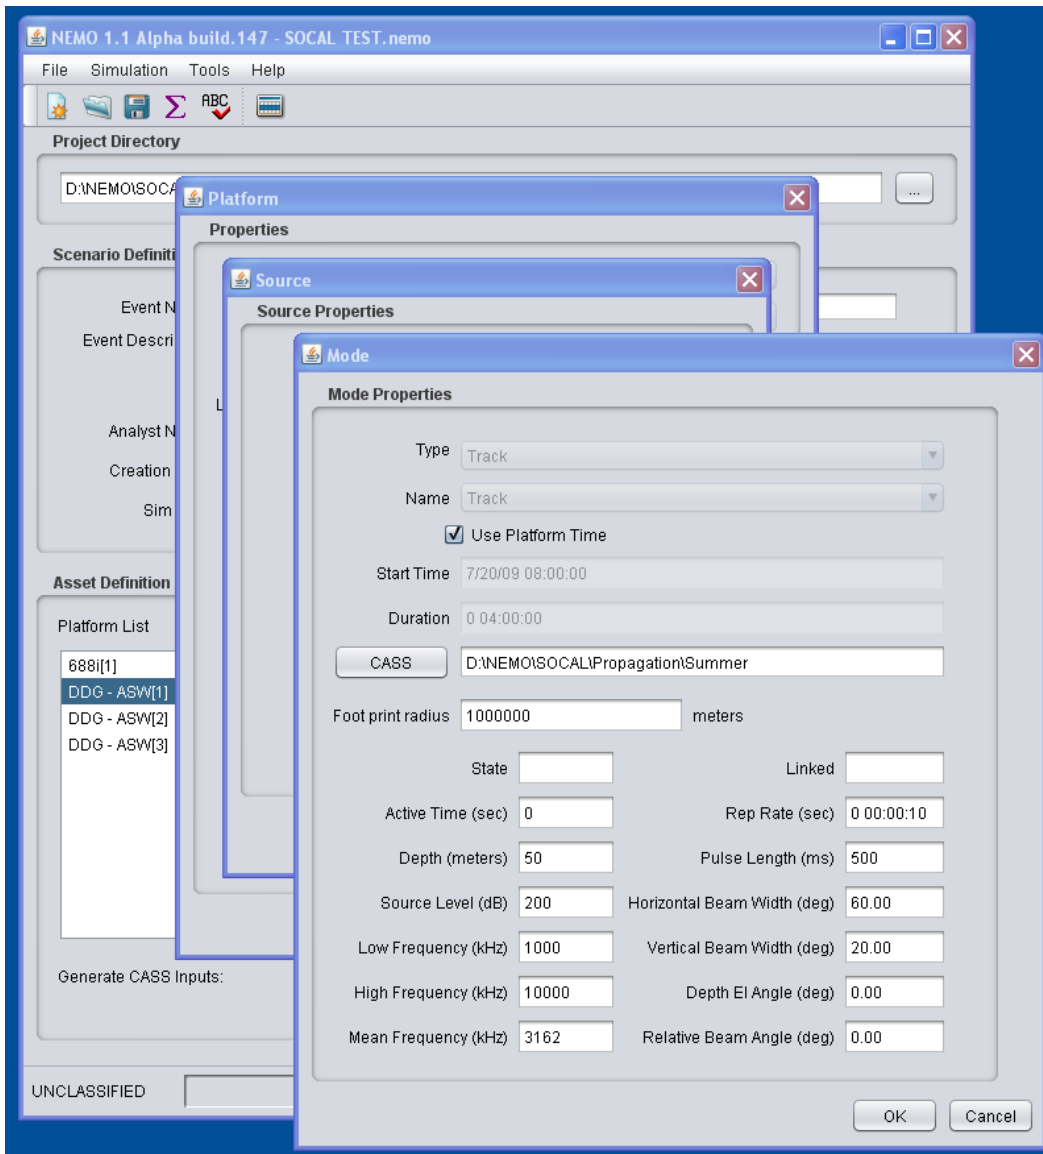 NEMO 1.1 Alpha build.147 - SOCAL TEST.nemo
File Simulation Tools Help
ABC
Project Directory
D:\NEMO\SOCA
...
Platform
Properties
Scenario Definiti
Source
Event N
Source Properties
Event Descri
Mode
Mode Properties
L
Analyst N
Creation
Sim
Type Track
Name Track
Use Platform Time
Start Time 7/20/09 08:00:00
Duration 0 04:00:00
CASS D:\NEMO\SOCAL\Propagation\Summer
Foot print radius 1000000 meters
State Linked
Active Time (sec) 0 Rep Rate (sec) 0 00:00:10
Depth (meters) 50 Pulse Length (ms) 500
Source Level (dB) 200 Horizontal Beam Width (deg) 60.00
Low Frequency (kHz) 1000 Vertical Beam Width (deg) 20.00
High Frequency (kHz) 10000 Depth El Angle (deg) 0.00
Mean Frequency (kHz) 3162 Relative Beam Angle (deg) 0.00
OK Cancel
Asset Definition
Platform List
688i[1]
DDG - ASW[1]
DDG - ASW[2]
DDG - ASW[3]
Generate CASS Inputs:
UNCLASSIFIED